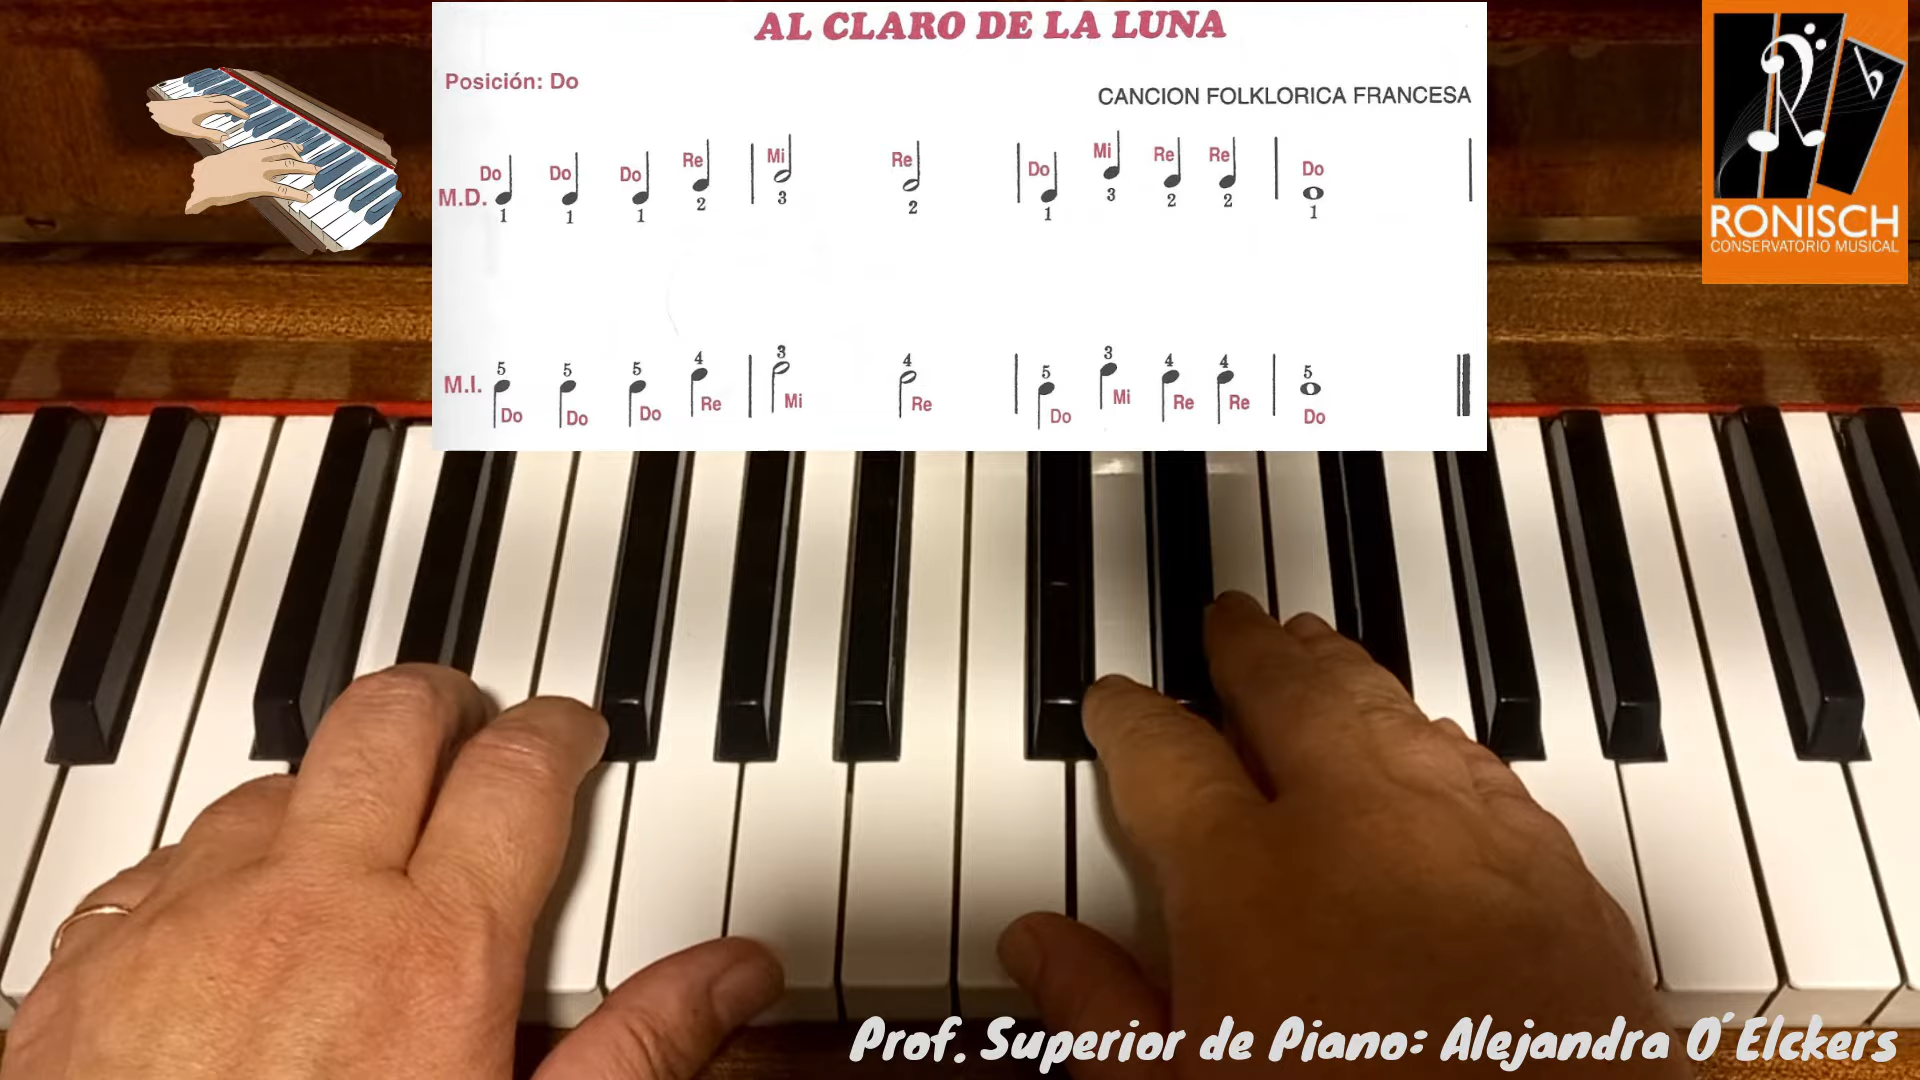 AL CLARO DE LA LUNA
Posición: Do
CANCION FOLKLORICA FRANCESA
Do Do Do Re Mi Re Do Mi Re Re Do
M.D.
1 1 1 2 3 2 1 3 2 2 1
5 5 5 4 3 4 5 3 4 4 5
M.I.
Do Do Do Re Mi Re Do Mi Re Re Do
RONISCH
CONSERVATORIO MUSICAL
Prof. Superior de Piano: Alejandra O´Elckers